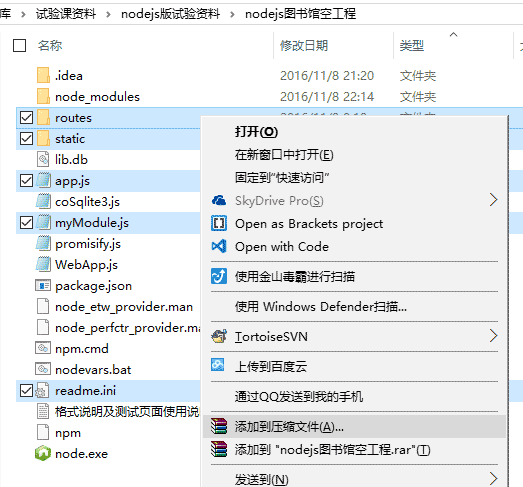 库 › 试验课资料 › nodejs版试验资料 › nodejs图书馆空工程
名称 修改日期 类型
.idea 2016/11/8 21:20 文件夹
node_modules 2016/11/8 22:14 文件夹
routes
static
lib.db
app.js
coSqlite3.js
myModule.js
promisify.js
WebApp.js
package.json
node_etw_provider.man
node_perfctr_provider.ma
npm.cmd
nodevars.bat
readme.ini
格式说明及测试页面使用说
npm
node.exe
打开(O)
在新窗口中打开(E)
固定到"快速访问"
SkyDrive Pro(S)
Open as Brackets project
Open with Code
使用金山毒霸进行扫描
使用 Windows Defender扫描...
TortoiseSVN
上传到百度云
通过QQ发送到我的手机
添加到压缩文件(A)...
添加到 "nodejs图书馆空工程.rar"(T)
发送到(N)